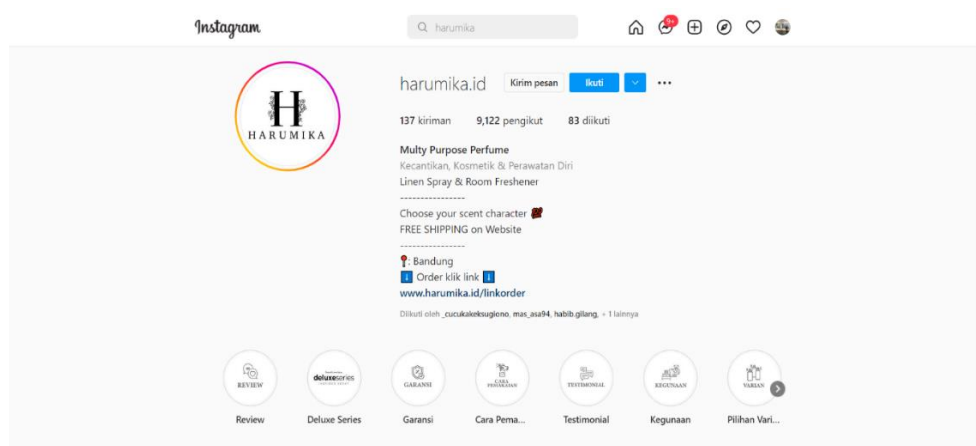 Instagram
harumika
9+
harumika.id Kirim pesan Ikuti
137 kiriman 9,122 pengikut 83 diikuti
H
HARUMIKA
Multy Purpose Perfume
Kecantikan, Kosmetik & Perawatan Diri
Linen Spray & Room Freshener
----------------
Choose your scent character
FREE SHIPPING on Website
----------------
: Bandung
Order klik link
www.harumika.id/linkorder
Diikuti oleh _cucukakeksugiono, mas_asa94, habib.gilang, + 1 lainnya
REVIEW
deluxeseries
GARANSI
CARA
PEMAKAIAN
TESTIMONIAL
KEGUNAAN
VARIAN
Review Deluxe Series Garansi Cara Pema... Testimonial Kegunaan Pilihan Vari...